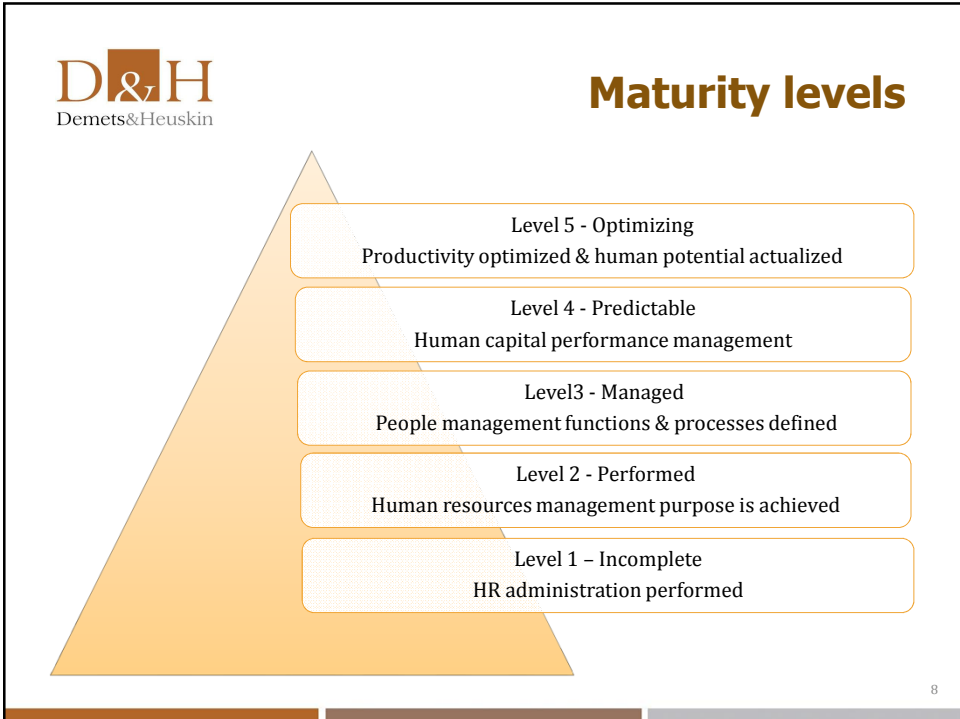 D&H
Demets&Heuskin
Maturity levels
Level 5 - Optimizing
Productivity optimized & human potential actualized
Level 4 - Predictable
Human capital performance management
Level3 - Managed
People management functions & processes defined
Level 2 - Performed
Human resources management purpose is achieved
Level 1 – Incomplete
HR administration performed
8